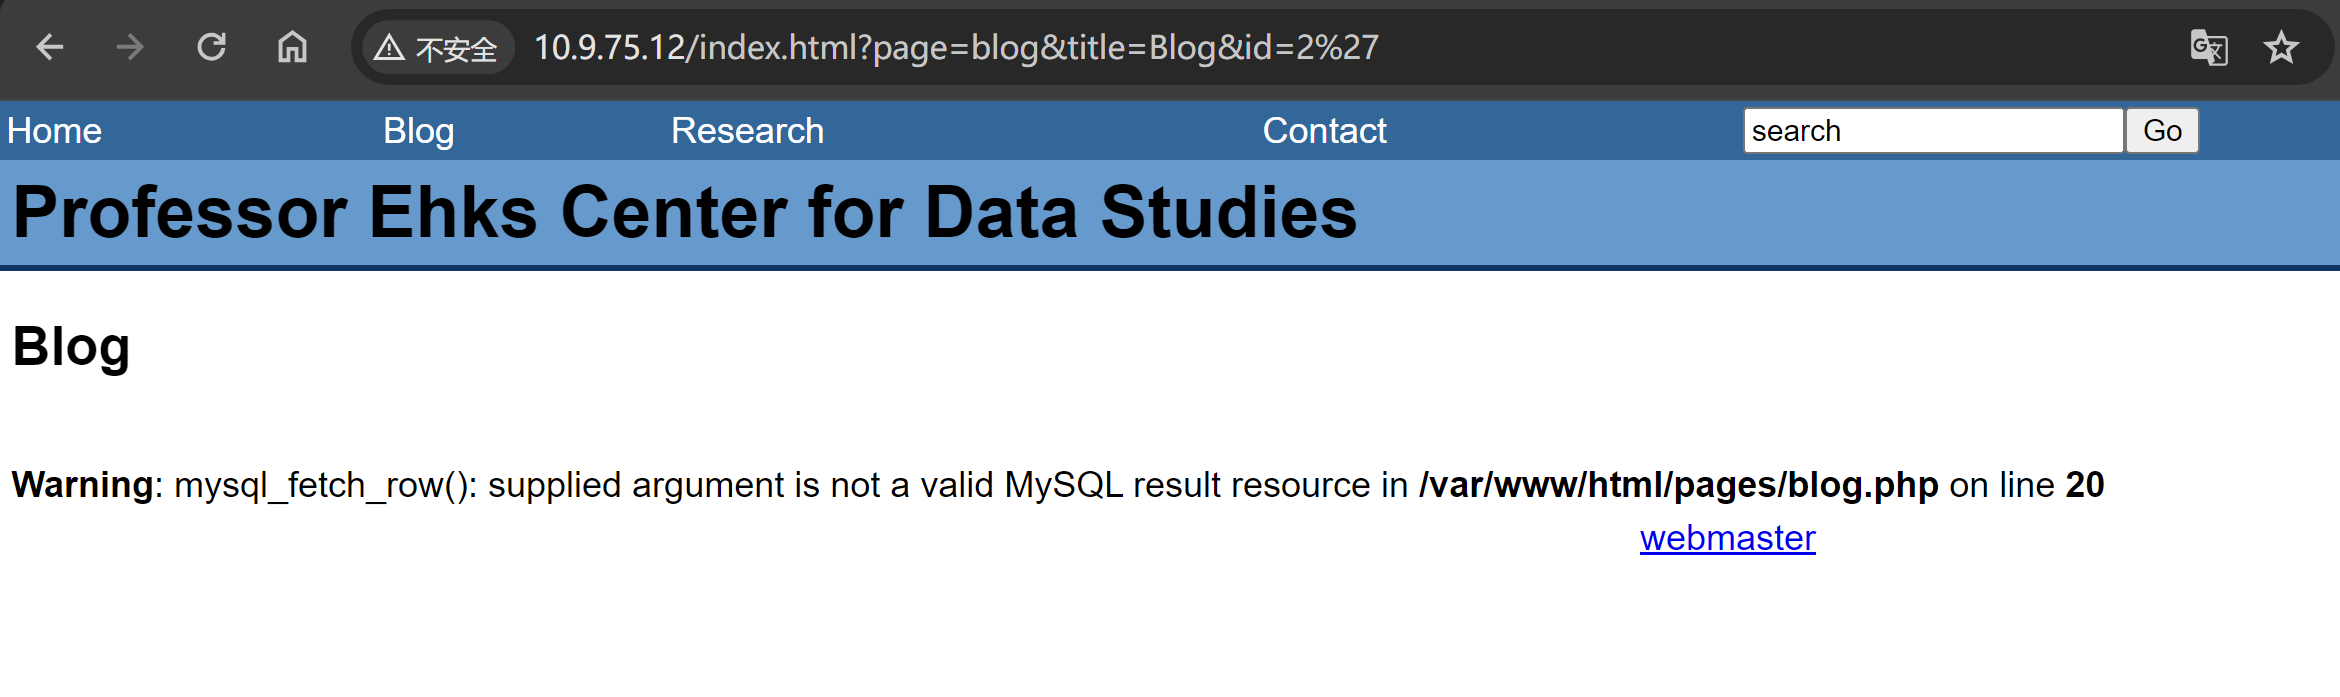 不安全 10.9.75.12/index.html?page=blog&title=Blog&id=2%27
Home Blog Research Contact search Go
Professor Ehks Center for Data Studies
Blog
Warning: mysql_fetch_row(): supplied argument is not a valid MySQL result resource in /var/www/html/pages/blog.php on line 20
webmaster